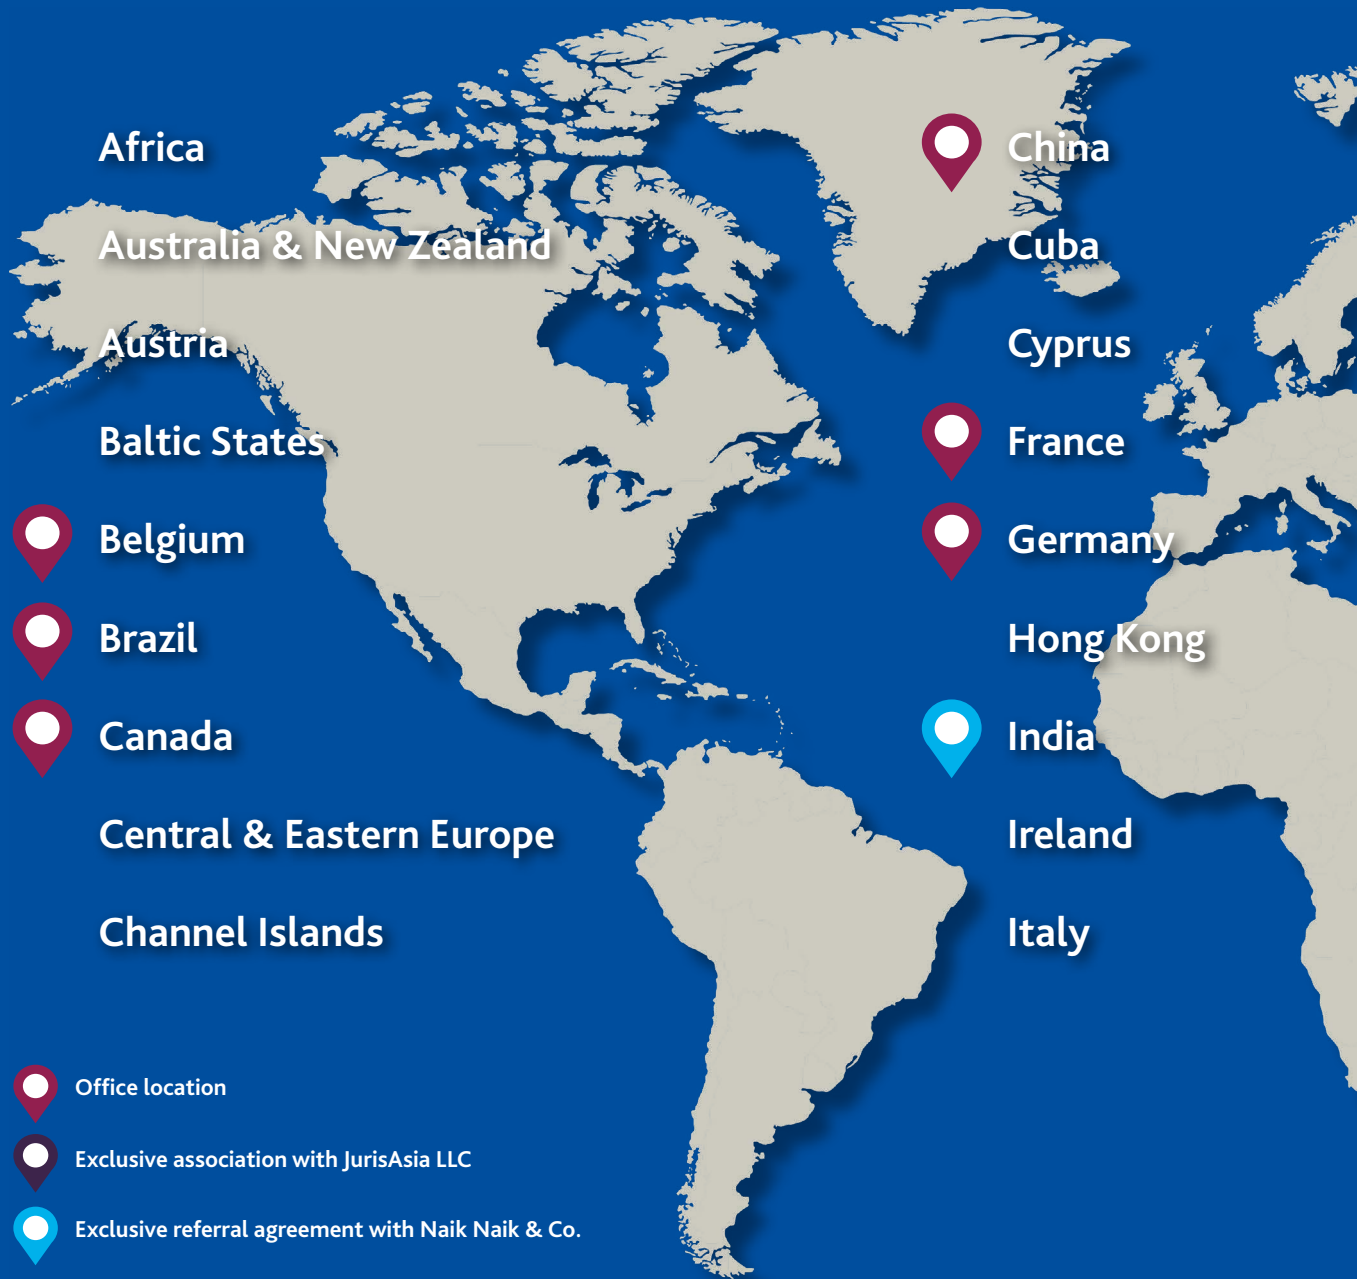 Africa
Australia & New Zealand
Austria
Baltic States
Belgium
Brazil
Canada
Central & Eastern Europe
Channel Islands
China
Cuba
Cyprus
France
Germany
Hong Kong
India
Ireland
Italy
Office location
Exclusive association with JurisAsia LLC
Exclusive referral agreement with Naik Naik & Co.